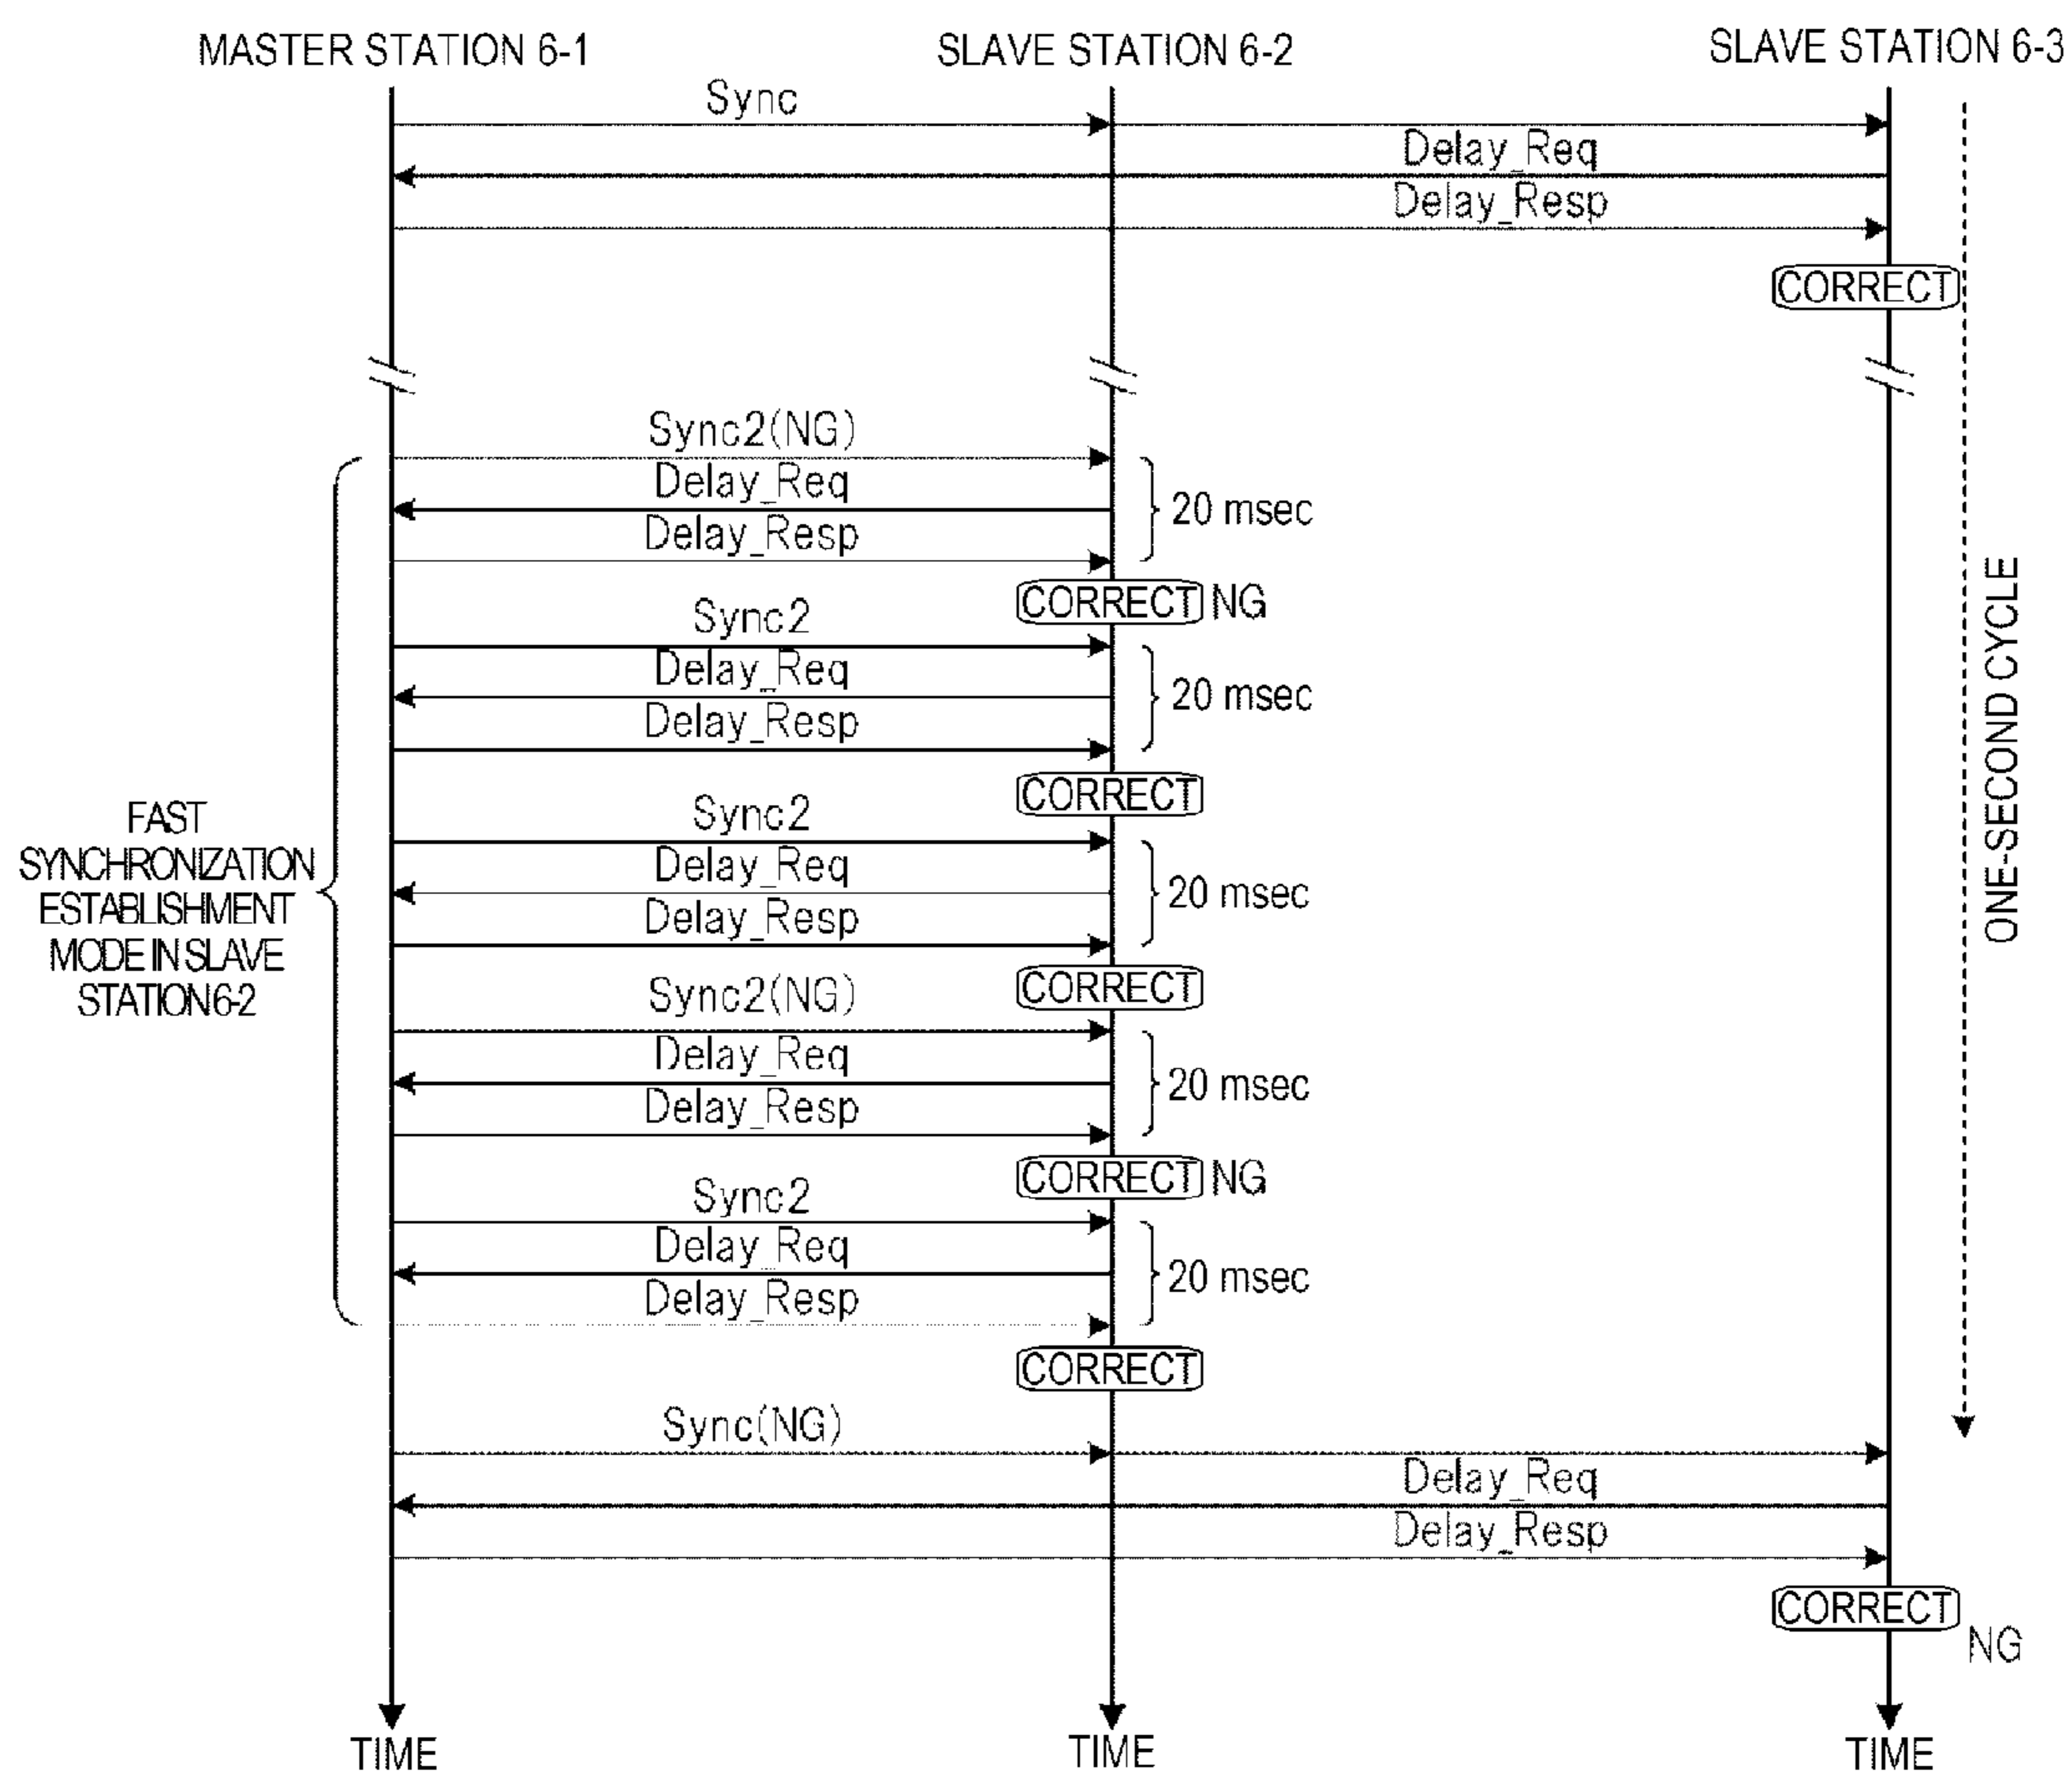 MASTER STATION 6-1
SLAVE STATION 6-2
SLAVE STATION 6-3
Sync
Delay_Req
Delay_Resp
CORRECT
Sync2(NG)
Delay_Req
20 msec
Delay_Resp
CORRECT NG
Sync2
Delay_Req
20 msec
Delay_Resp
CORRECT
Sync2
Delay_Req
20 msec
Delay_Resp
CORRECT
FAST
SYNCHRONIZATION
ESTABLISHMENT
MODE IN SLAVE
STATION 6-2
ONE-SECOND CYCLE
Sync2(NG)
Delay_Req
20 msec
Delay_Resp
CORRECT NG
Sync2
Delay_Req
20 msec
Delay_Resp
CORRECT
Sync(NG)
Delay_Req
Delay_Resp
CORRECT
NG
TIME
TIME
TIME